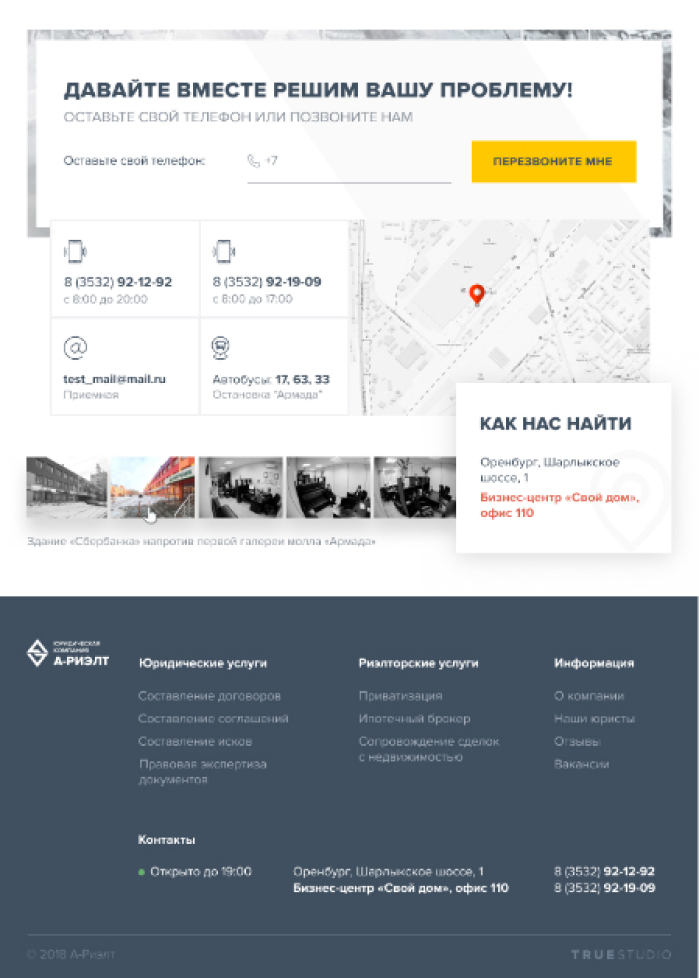 ДАВАЙТЕ ВМЕСТЕ РЕШИМ ВАШУ ПРОБЛЕМУ!
ОСТАВЬТЕ СВОЙ ТЕЛЕФОН ИЛИ ПОЗВОНИТЕ НАМ
Оставьте свой телефон:
+7
ПЕРЕЗВОНИТЕ МНЕ
8 (3532) 92-12-92
с 8:00 до 20:00
8 (3532) 92-19-09
с 8:00 до 17:00
test_mail@mail.ru
Приемная
Автобусы: 17, 63, 33
Остановка "Армада"
КАК НАС НАЙТИ
Оренбург, Шарлыкское
шоссе, 1
Бизнес-центр «Свой дом»,
офис 110
Здание «Сбербанка» напротив первой галереи молла «Армада»
ЮРИДИЧЕСКАЯ
КОМПАНИЯ
А-РИЭЛТ
Юридические услуги
Составление договоров
Составление соглашений
Составление исков
Правовая экспертиза
документов
Риэлторские услуги
Приватизация
Ипотечный брокер
Сопровождение сделок
с недвижимостью
Информация
О компании
Наши юристы
Отзывы
Вакансии
Контакты
Открыто до 19:00
Оренбург, Шарлыкское шоссе, 1
Бизнес-центр «Свой дом», офис 110
8 (3532) 92-12-92
8 (3532) 92-19-09
© 2018 А-Риэлт
TRUESTUDIO